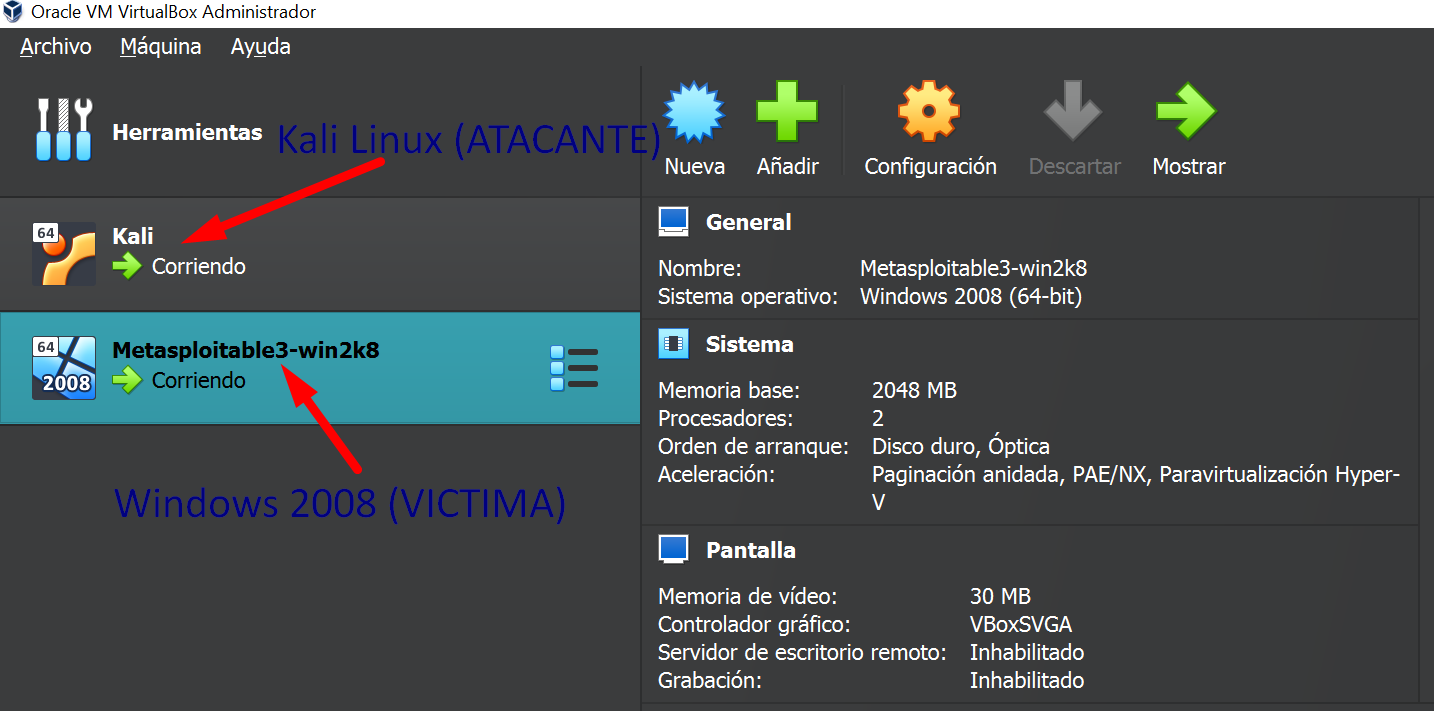 Oracle VM VirtualBox Administrador
Archivo Máquina Ayuda
Herramientas
Kali Linux (ATACANTE)
Nueva Añadir Configuración Descartar Mostrar
64
Kali
Corriendo
64
2008
Metasploitable3-win2k8
Corriendo
Windows 2008 (VICTIMA)
General
Nombre: Metasploitable3-win2k8
Sistema operativo: Windows 2008 (64-bit)
Sistema
Memoria base: 2048 MB
Procesadores: 2
Orden de arranque: Disco duro, Óptica
Aceleración: Paginación anidada, PAE/NX, Paravirtualización Hyper-
V
Pantalla
Memoria de vídeo: 30 MB
Controlador gráfico: VBoxSVGA
Servidor de escritorio remoto: Inhabilitado
Grabación: Inhabilitado